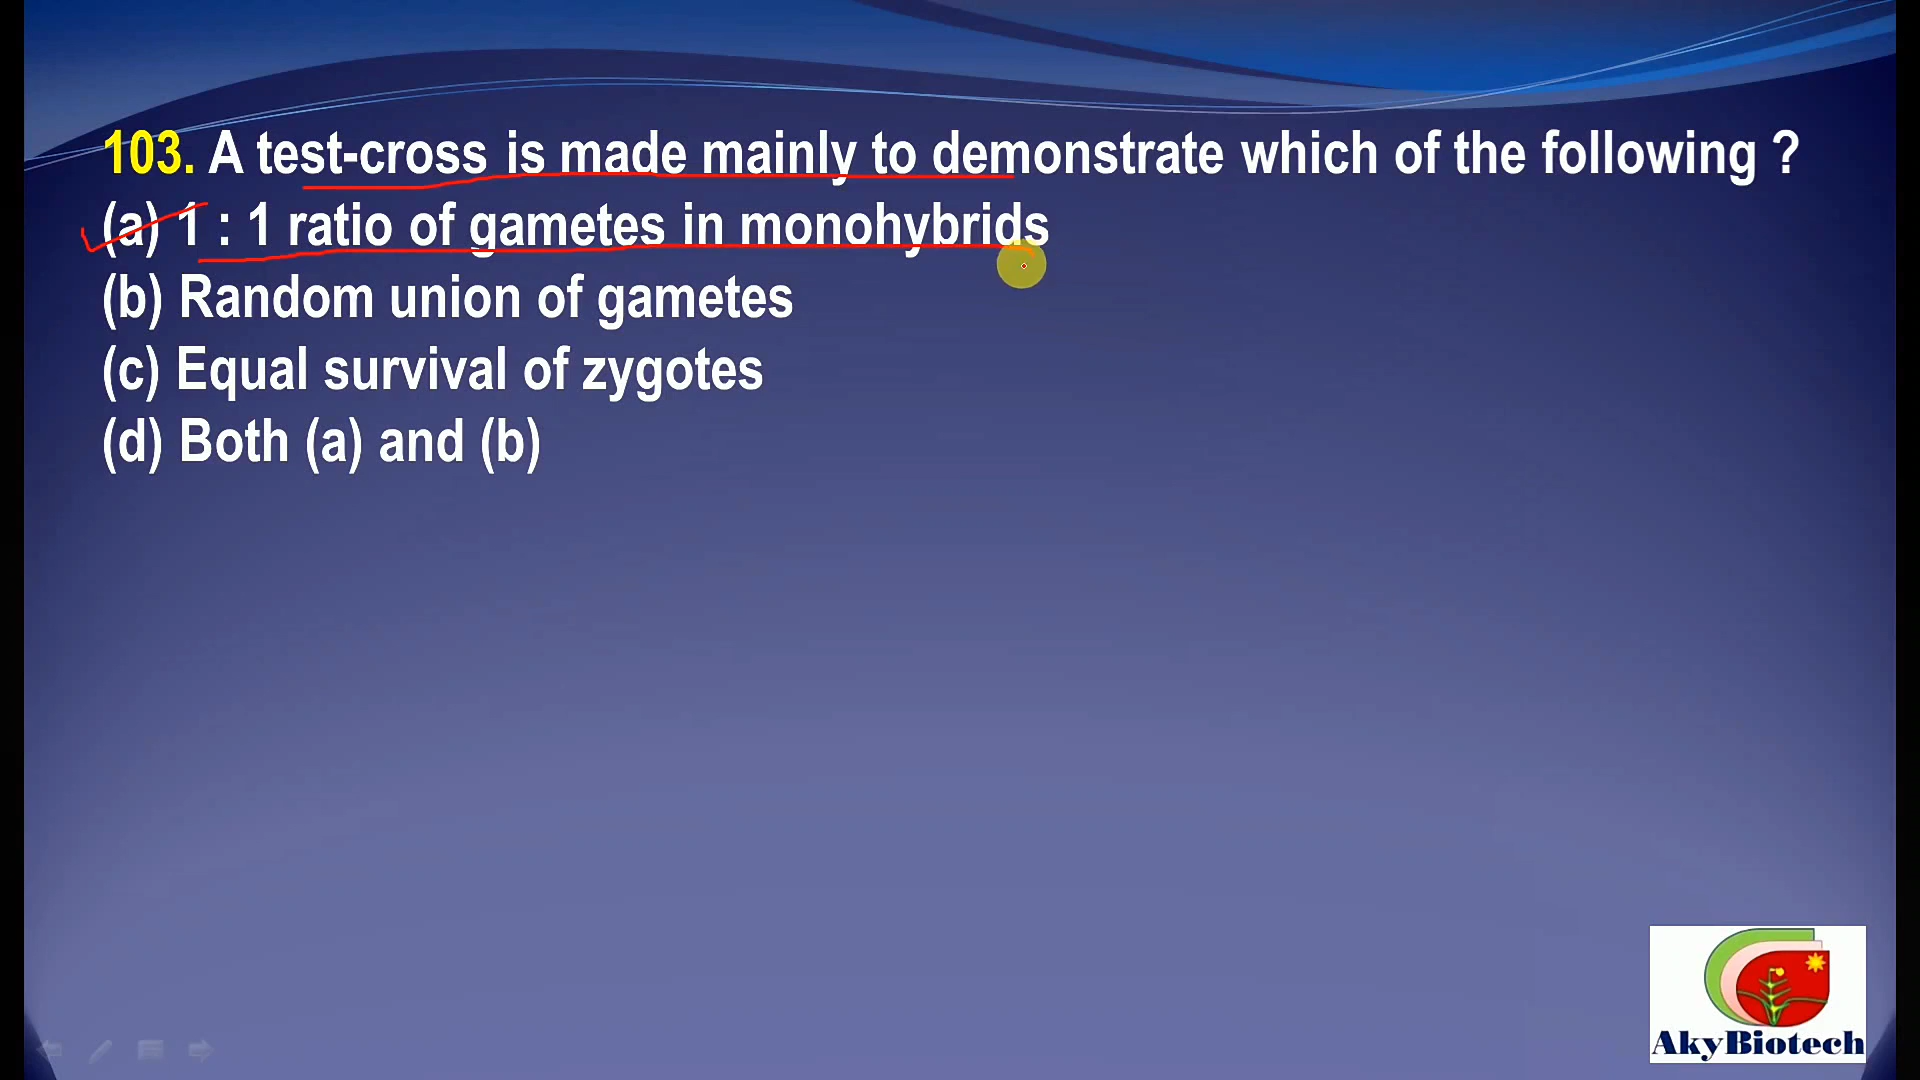 103. A test-cross is made mainly to demonstrate which of the following ?
(a) 1 : 1 ratio of gametes in monohybrids
(b) Random union of gametes
(c) Equal survival of zygotes
(d) Both (a) and (b)
AkyBiotech